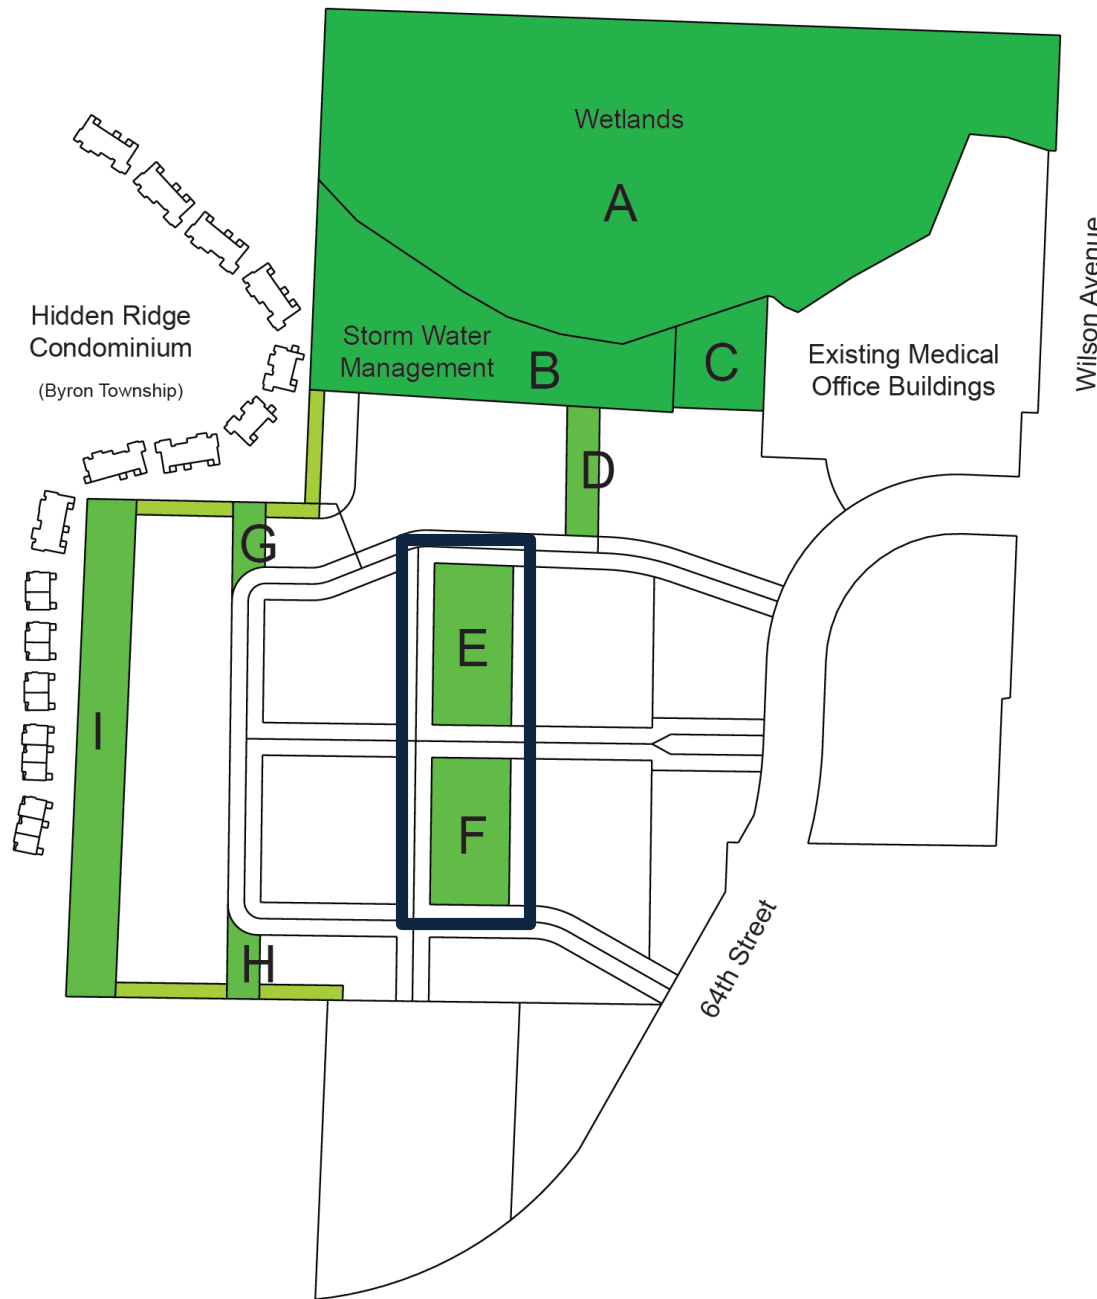 Wetlands
A
Wilson Avenue
Hidden Ridge
Condominium
(Byron Township)
Storm Water
Management
B
C
Existing Medical
Office Buildings
D
G
E
I
F
H
64th Street